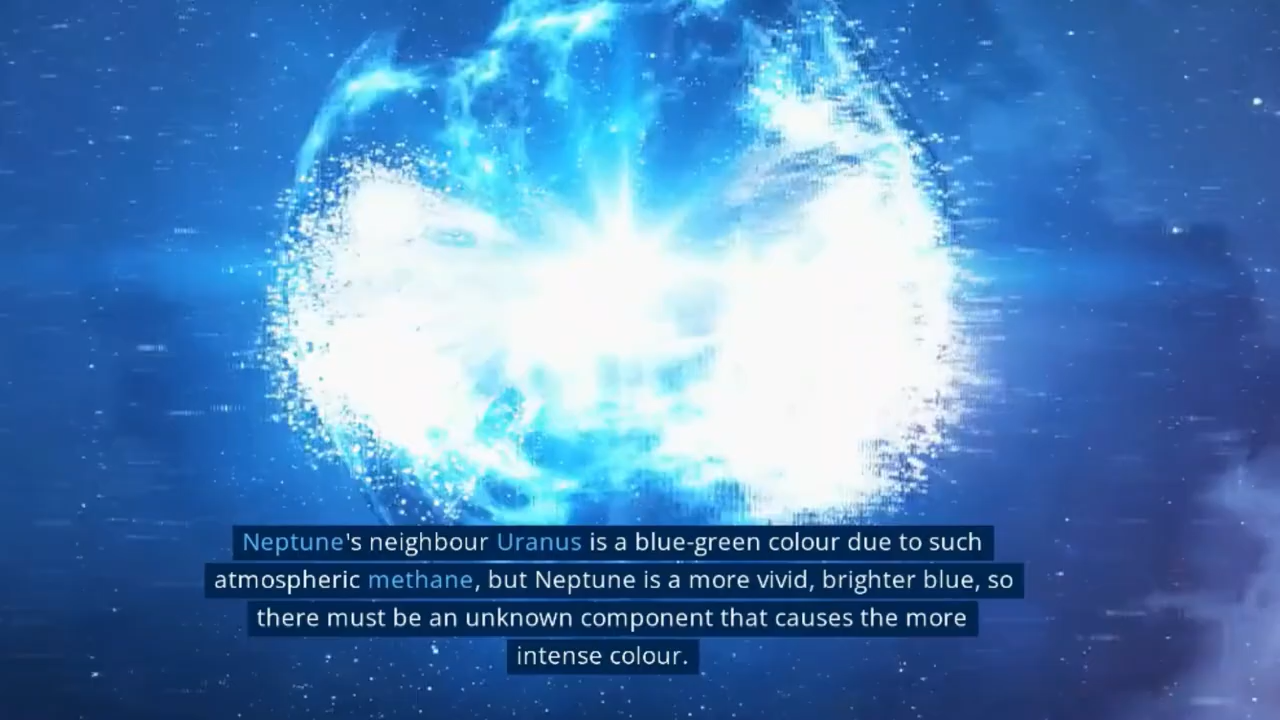 Neptune's neighbour Uranus is a blue-green colour due to such
atmospheric methane, but Neptune is a more vivid, brighter blue, so
there must be an unknown component that causes the more
intense colour.